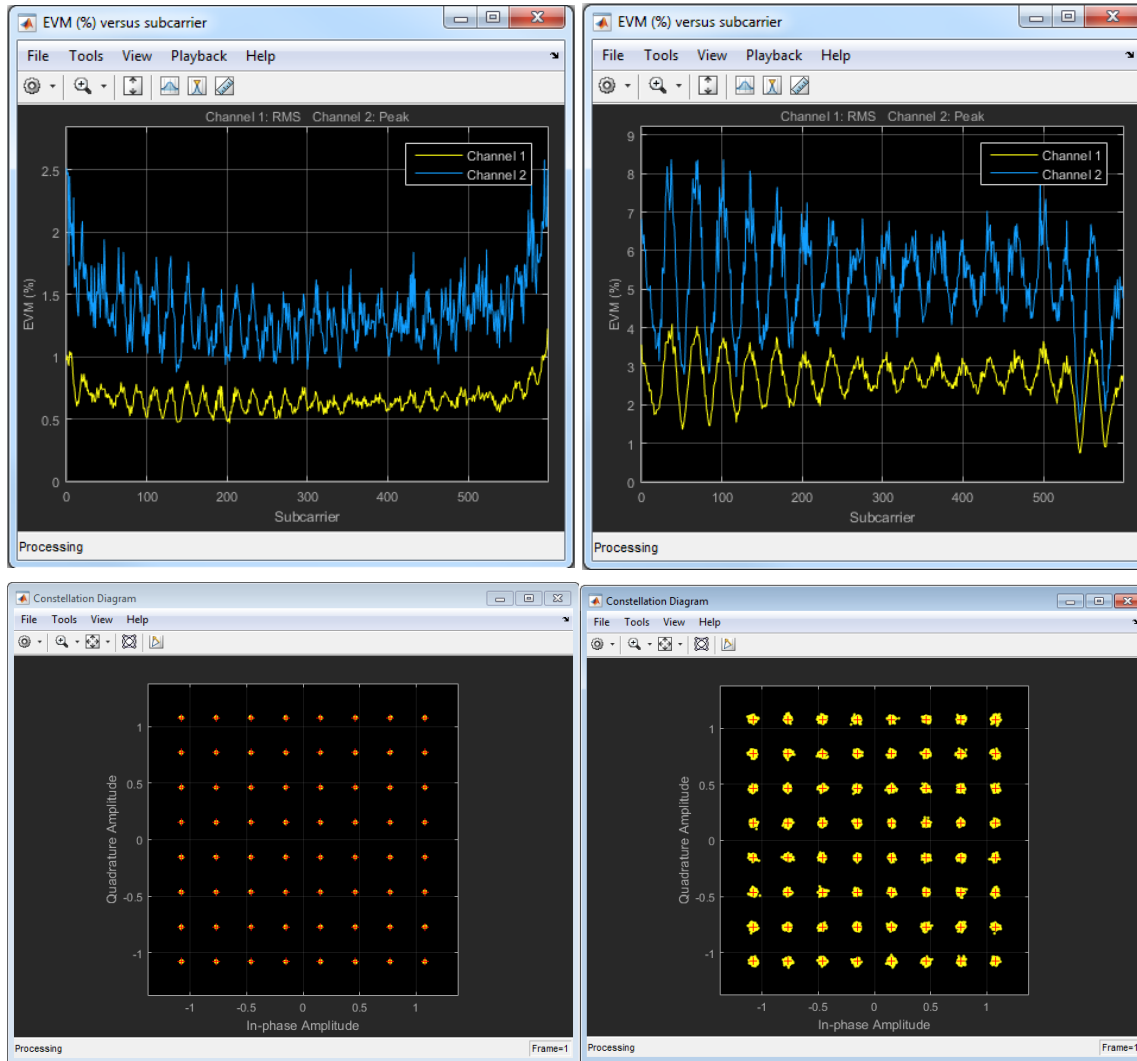 EVM (%) versus subcarrier
File Tools View Playback Help
Channel 1: RMS Channel 2: Peak
Channel 1
Channel 2
2.5
2
1.5
1
0.5
0
EVM (%)
0 100 200 300 400 500
Subcarrier
Processing
EVM (%) versus subcarrier
File Tools View Playback Help
Channel 1: RMS Channel 2: Peak
Channel 1
Channel 2
9
8
7
6
5
4
3
2
1
0
EVM (%)
0 100 200 300 400 500
Subcarrier
Processing
Constellation Diagram
File Tools View Help
1
0.5
0
-0.5
-1
Quadrature Amplitude
-1 -0.5 0 0.5 1
In-phase Amplitude
Processing Frame=1
Constellation Diagram
File Tools View Help
1
0.5
0
-0.5
-1
Quadrature Amplitude
-1 -0.5 0 0.5 1
In-phase Amplitude
Processing Frame=1